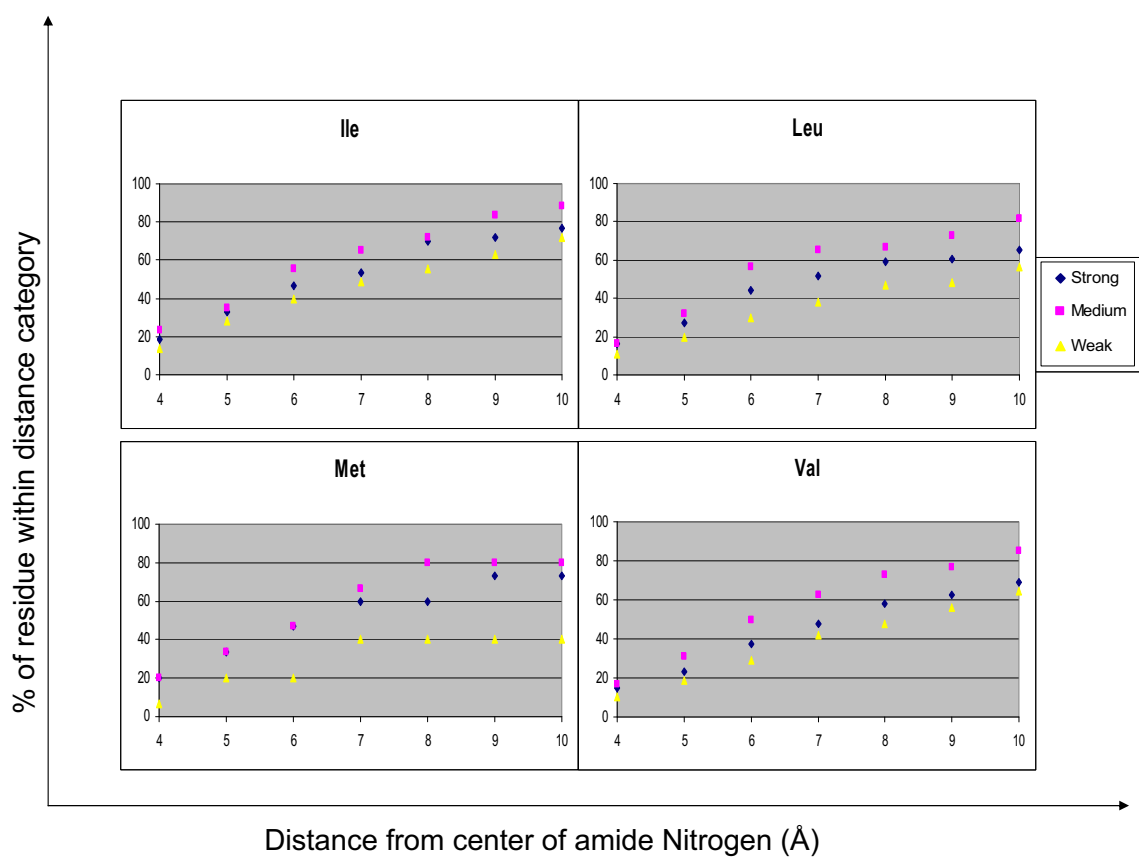 % of residue within distance category
Ile
100
80
60
40
20
0
4 5 6 7 8 9 10
Leu
100
80
60
40
20
0
4 5 6 7 8 9 10
Strong
Medium
Weak
Met
100
80
60
40
20
0
4 5 6 7 8 9 10
Val
100
80
60
40
20
0
4 5 6 7 8 9 10
Distance from center of amide Nitrogen (Å)